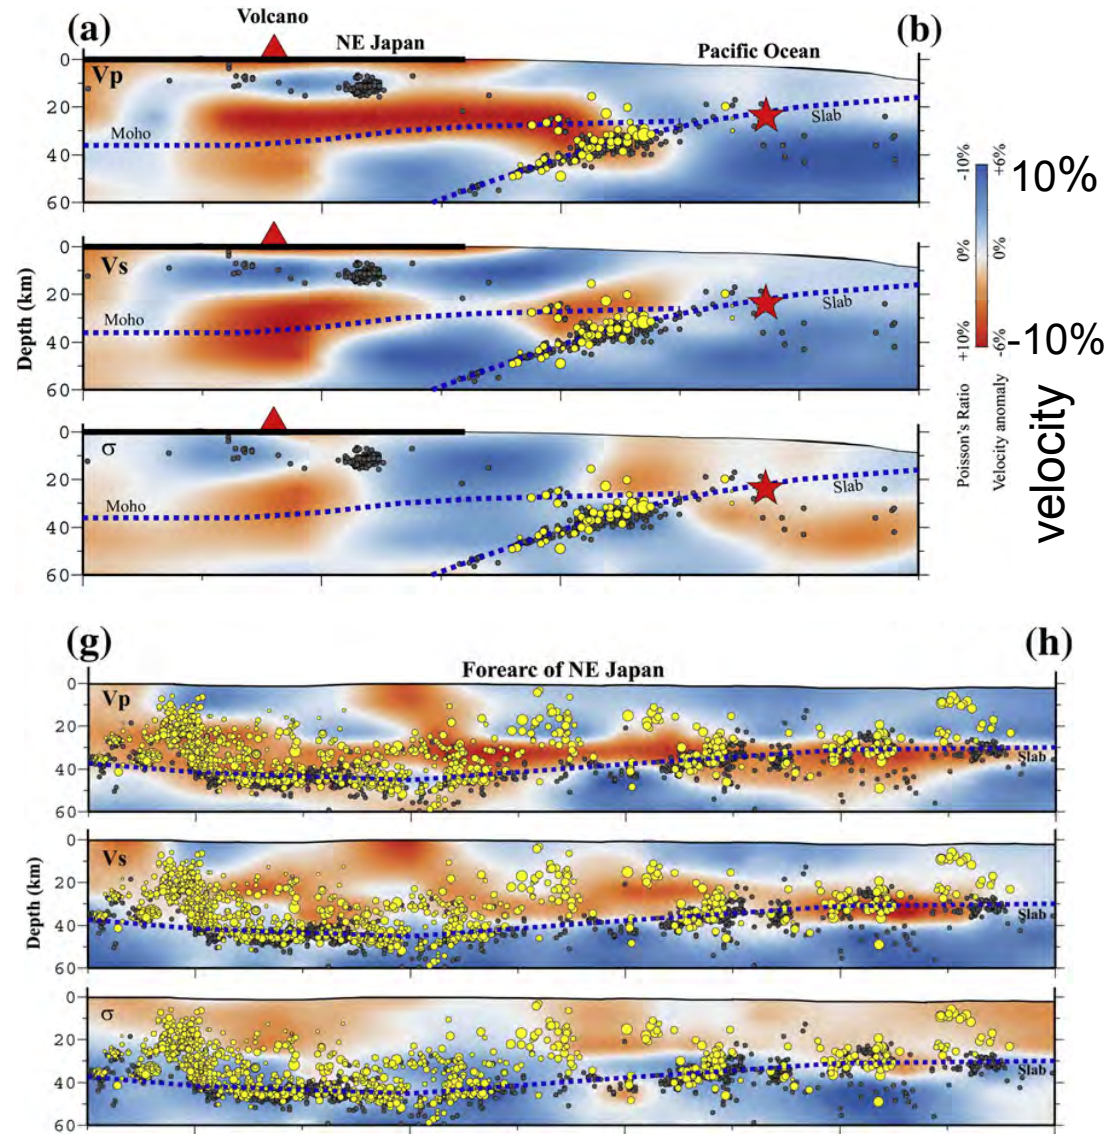 (a)
Volcano
NE Japan
Pacific Ocean
(b)
0
20
40
60
Vp
Moho
Slab
0
20
40
60
Vs
Moho
Slab
Depth (km)
0
20
40
60
σ
Moho
Slab
-10%
+6%
10%
0%
0%
+10%
-6%
-10%
Poisson's Ratio
Velocity anomaly
velocity
(g)
(h)
Forearc of NE Japan
0
20
40
60
Vp
Slab
0
20
40
60
Vs
Slab
Depth (km)
0
20
40
60
σ
Slab